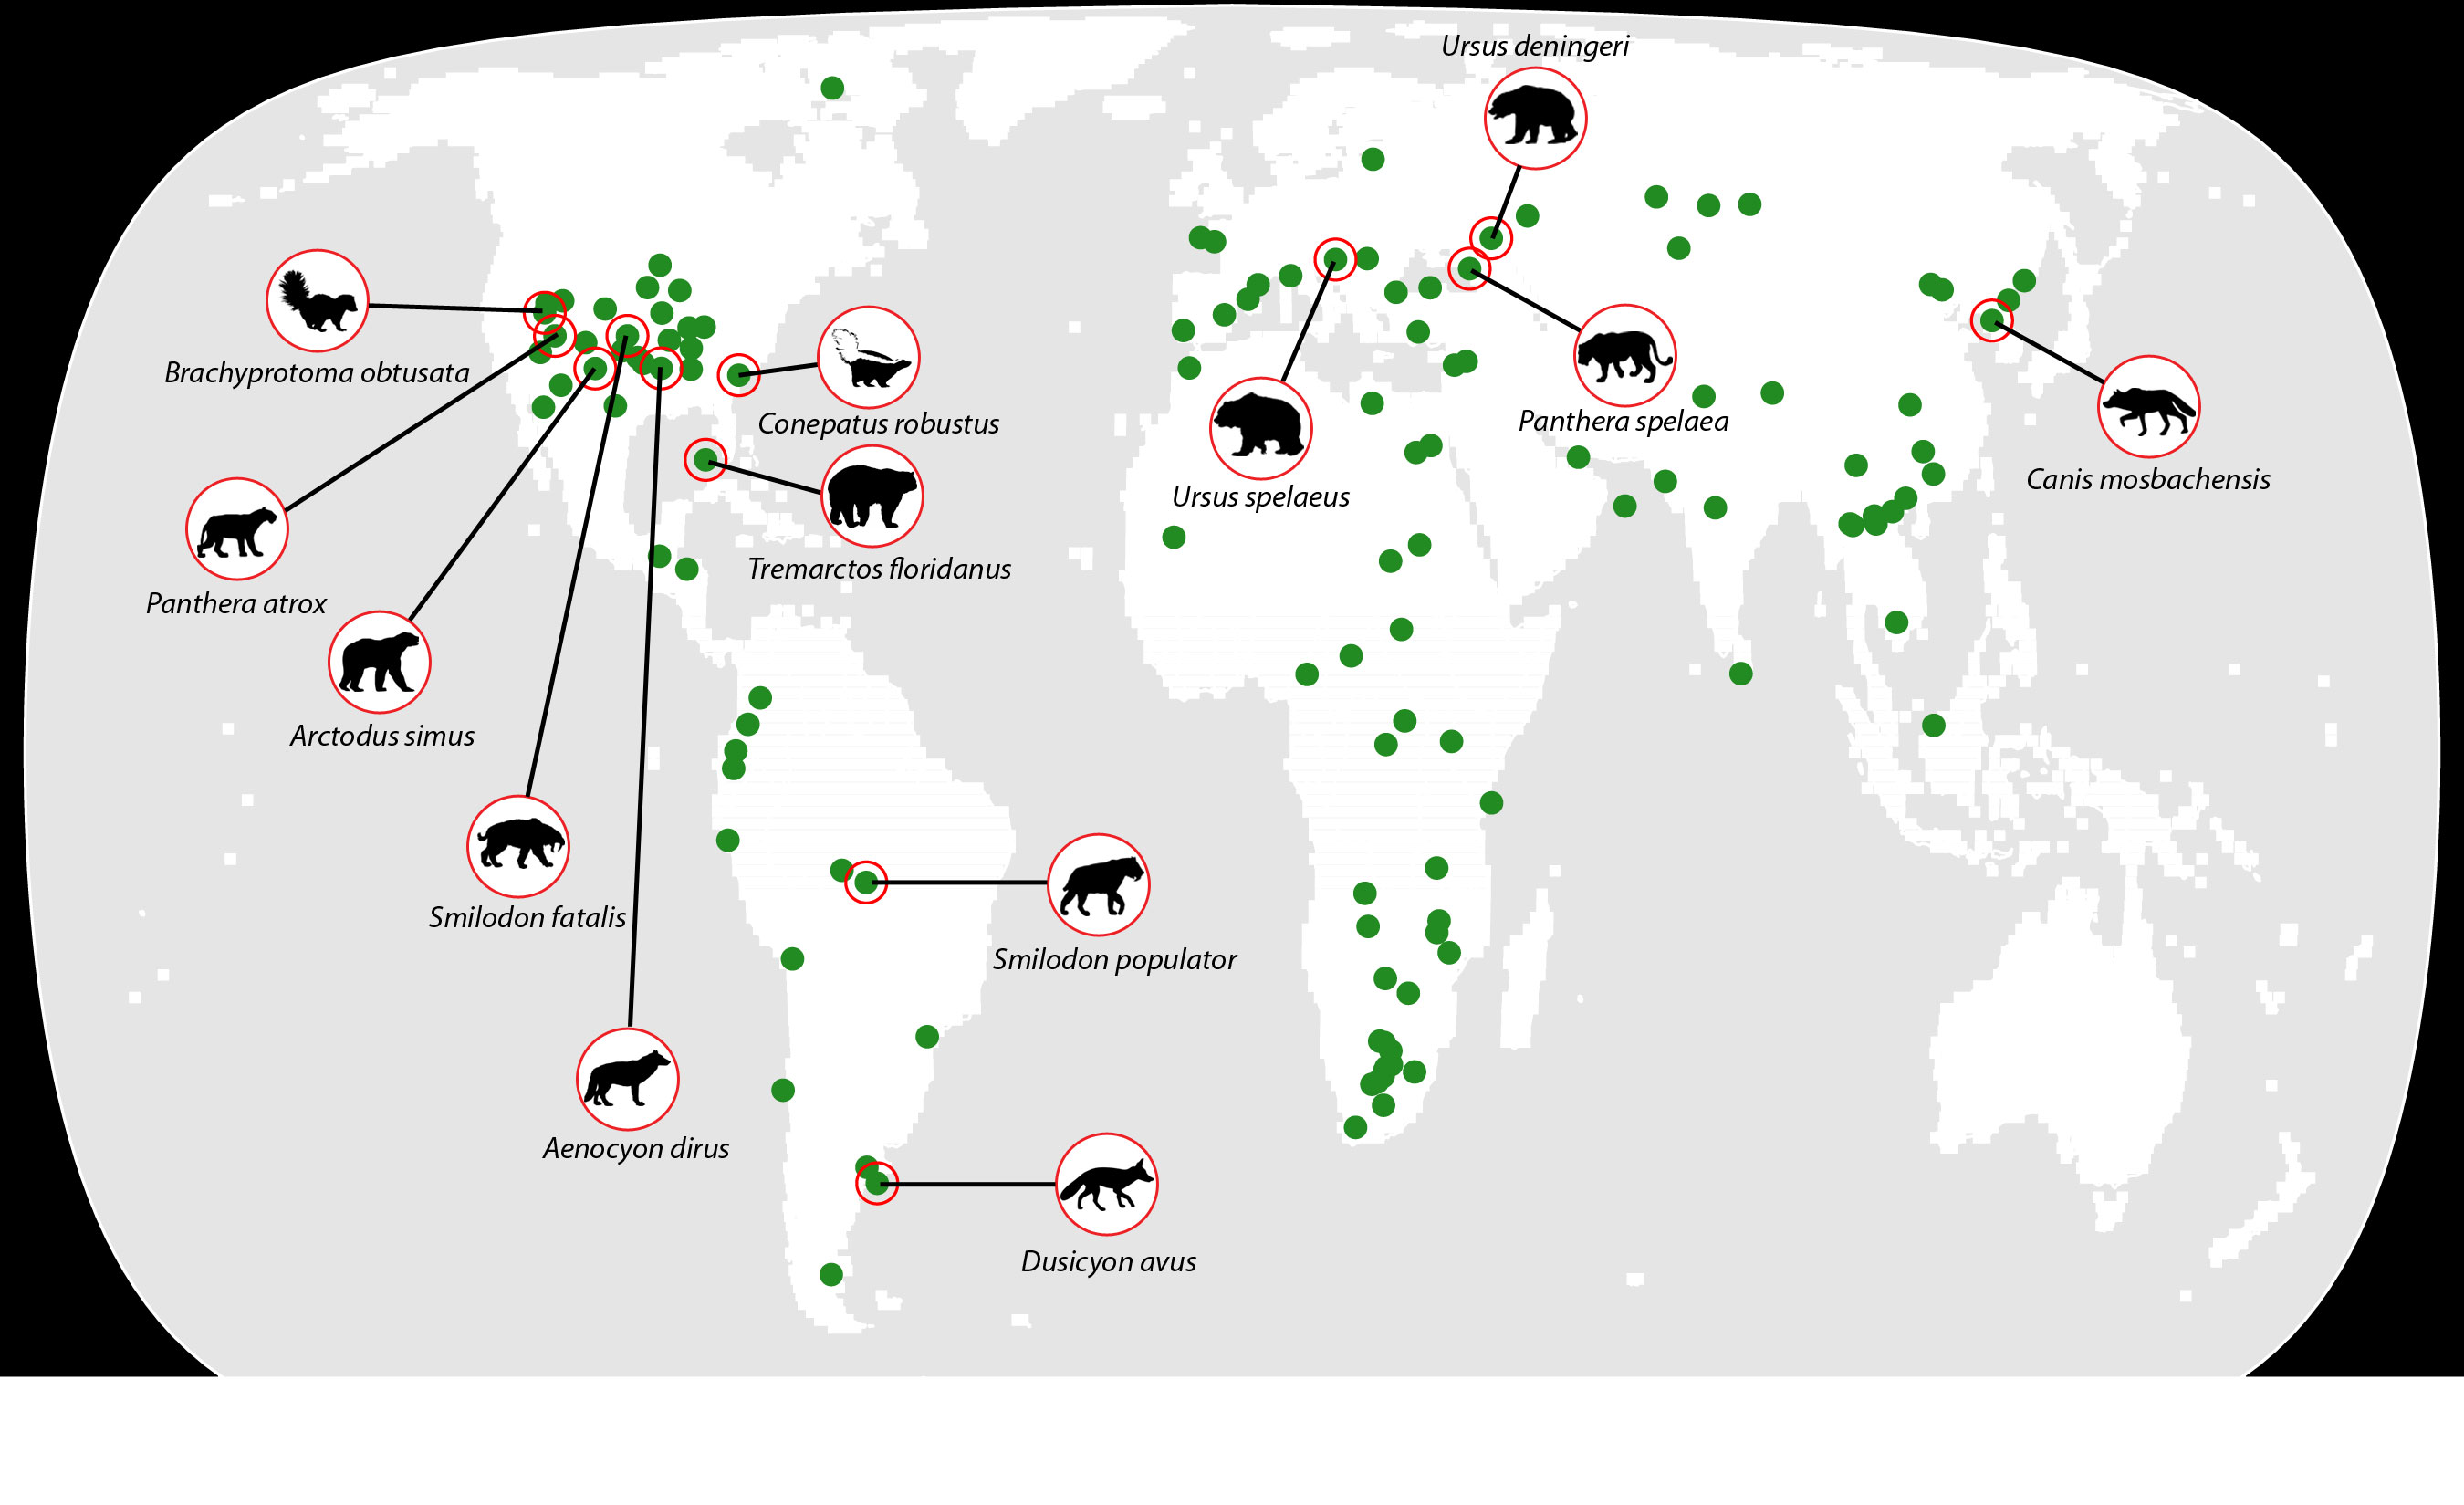 Ursus deningeri
Brachyprotoma obtusata
Conepatus robustus
Panthera spelaea
Canis mosbachensis
Ursus spelaeus
Tremarctos floridanus
Panthera atrox
Arctodus simus
Smilodon fatalis
Smilodon populator
Aenocyon dirus
Dusicyon avus